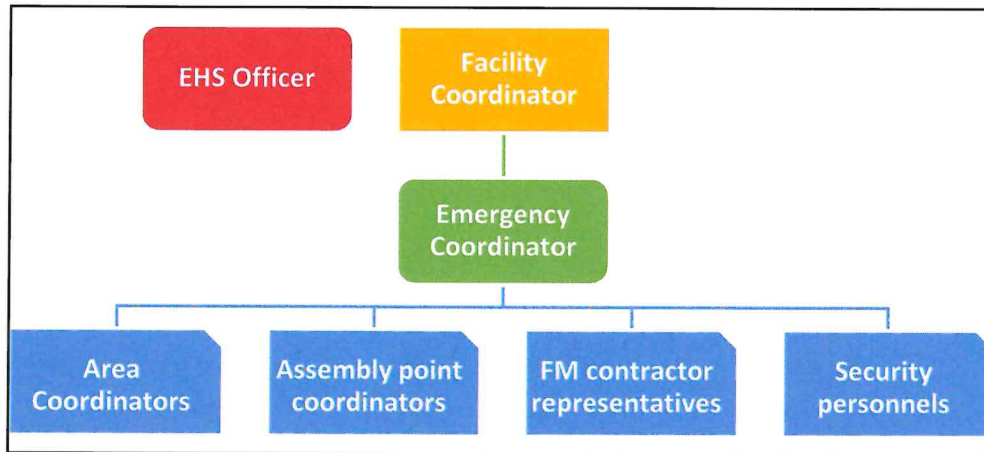 EHS Officer
Facility
Coordinator
Emergency
Coordinator
Area
Coordinators
Assembly point
coordinators
FM contractor
representatives
Security
personnels